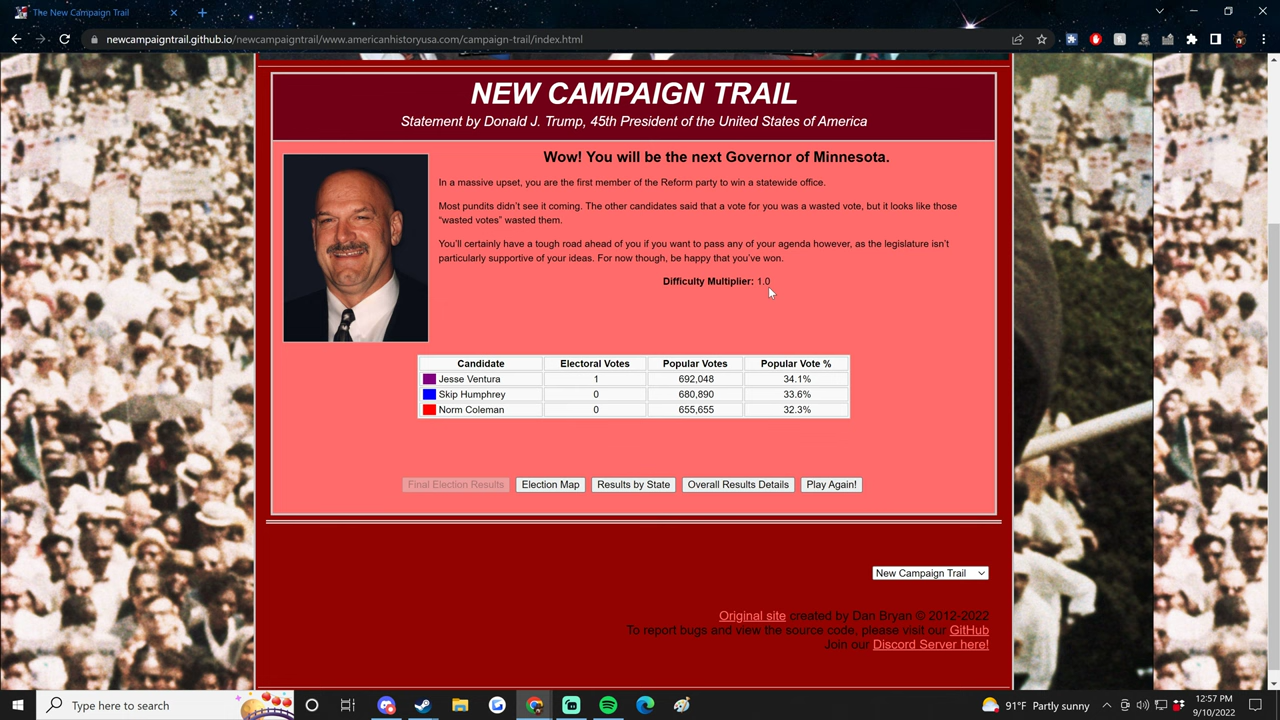 The New Campaign Trail
newcampaigntrail.github.io/newcampaigntrail/www.americanhistoryusa.com/campaign-trail/index.html
NEW CAMPAIGN TRAIL
Statement by Donald J. Trump, 45th President of the United States of America
Wow! You will be the next Governor of Minnesota.
In a massive upset, you are the first member of the Reform party to win a statewide office.
Most pundits didn't see it coming. The other candidates said that a vote for you was a wasted vote, but it looks like those
“wasted votes” wasted them.
You'll certainly have a tough road ahead of you if you want to pass any of your agenda however, as the legislature isn't
particularly supportive of your ideas. For now though, be happy that you've won.
Difficulty Multiplier: 1.0
Candidate Electoral Votes Popular Votes Popular Vote %
Jesse Ventura 1 692,048 34.1%
Skip Humphrey 0 680,890 33.6%
Norm Coleman 0 655,655 32.3%
Final Election Results Election Map Results by State Overall Results Details Play Again!
New Campaign Trail
Original site created by Dan Bryan © 2012-2022
To report bugs and view the source code, please visit our GitHub
Join our Discord Server here!
Type here to search
91°F Partly sunny
12:57 PM
9/10/2022